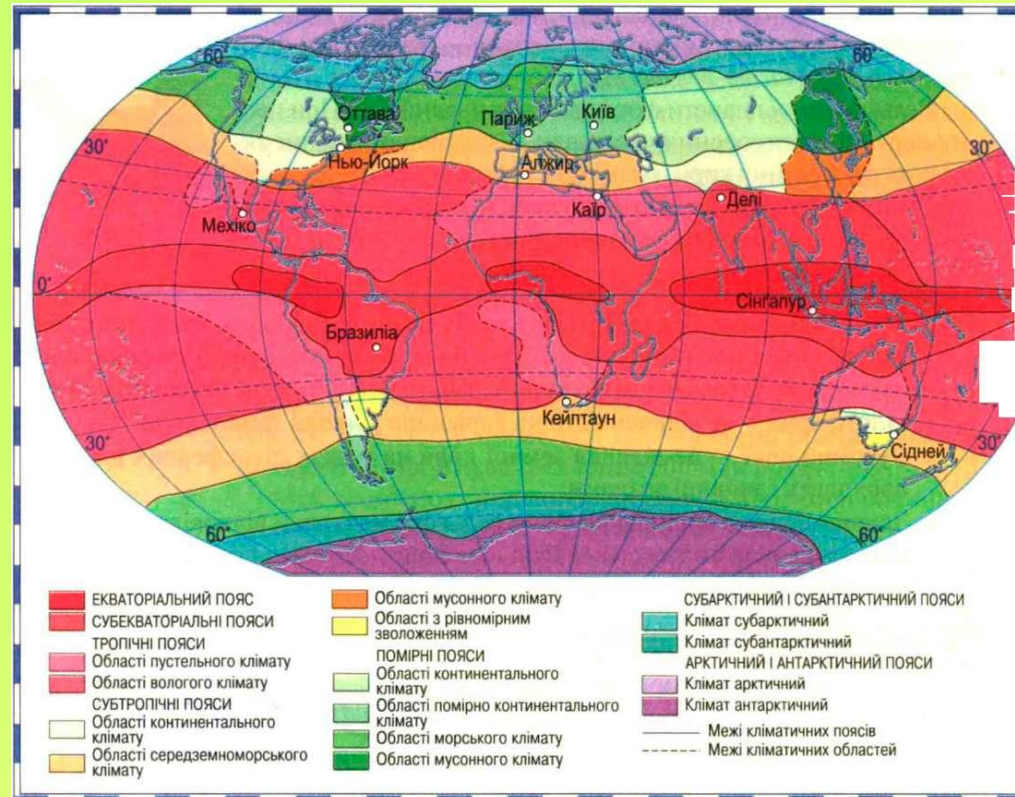 60°
60°
Оттава
Париж
Київ
30°
Нью-Йорк
Алжир
30°
Мехіко
Каїр
Делі
0°
Сінгапур
0°
Бразиліа
Кейптаун
30°
Сідней
30°
60°
60°
ЕКВАТОРІАЛЬНИЙ ПОЯС
СУБЕКВАТОРІАЛЬНІ ПОЯСИ
ТРОПІЧНІ ПОЯСИ
Області пустельного клімату
Області вологого клімату
СУБТРОПІЧНІ ПОЯСИ
Області континентального
клімату
Області середземноморського
клімату
Області мусонного клімату
Області з рівномірним
зволоженням
ПОМІРНІ ПОЯСИ
Області континентального
клімату
Області помірно континентального
клімату
Області морського клімату
Області мусонного клімату
СУБАРКТИЧНИЙ І СУБАНТАРКТИЧНИЙ ПОЯСИ
Клімат субарктичний
Клімат субантарктичний
АРКТИЧНИЙ І АНТАРКТИЧНИЙ ПОЯСИ
Клімат арктичний
Клімат антарктичний
Межі кліматичних поясів
Межі кліматичних областей